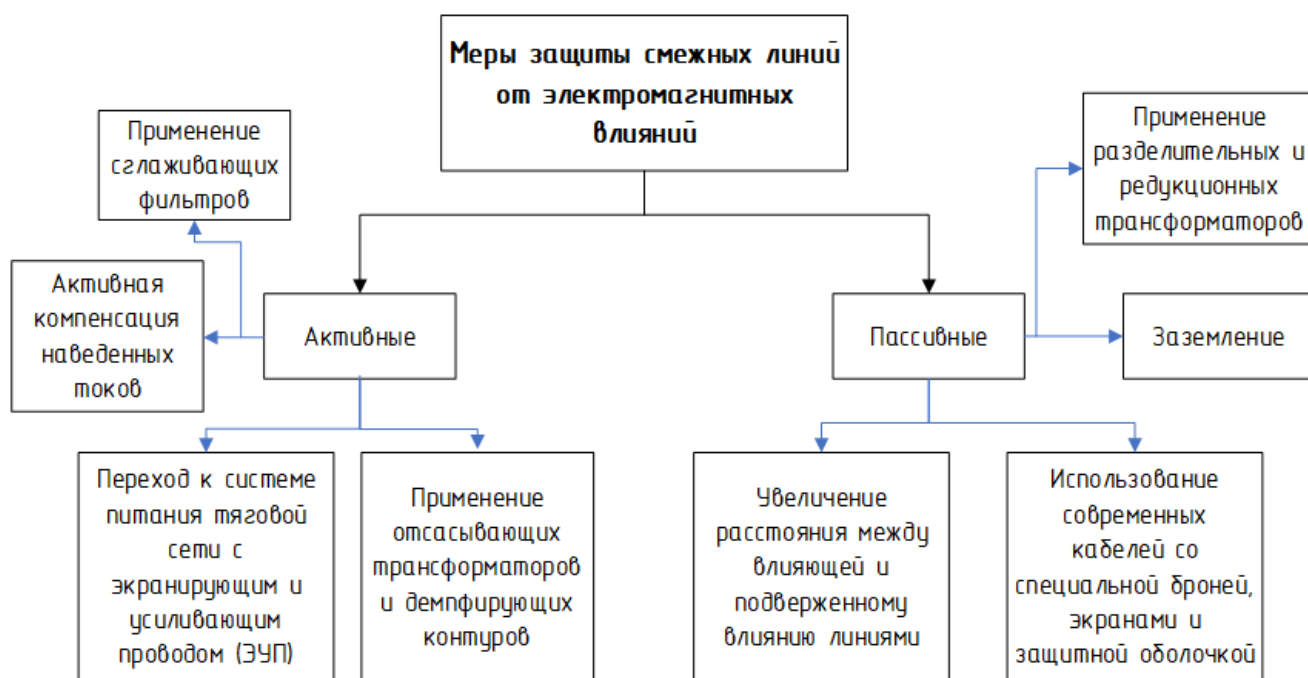 Меры защиты смежных линий
от электромагнитных
влияний
Применение
сглаживающих
фильтров
Применение
разделительных и
редукционных
трансформаторов
Активная
компенсация
наведенных
токов
Активные
Пассивные
Заземление
Переход к системе
питания тяговой
сети с
экранирующим и
усиливающим
проводом (ЭУП)
Применение
отсасывающих
трансформаторов
и демпфирующих
контуров
Увеличение
расстояния между
влияющей и
подверженному
влиянию линиями
Использование
современных
кабелей со
специальной броней,
экранами и
защитной оболочкой